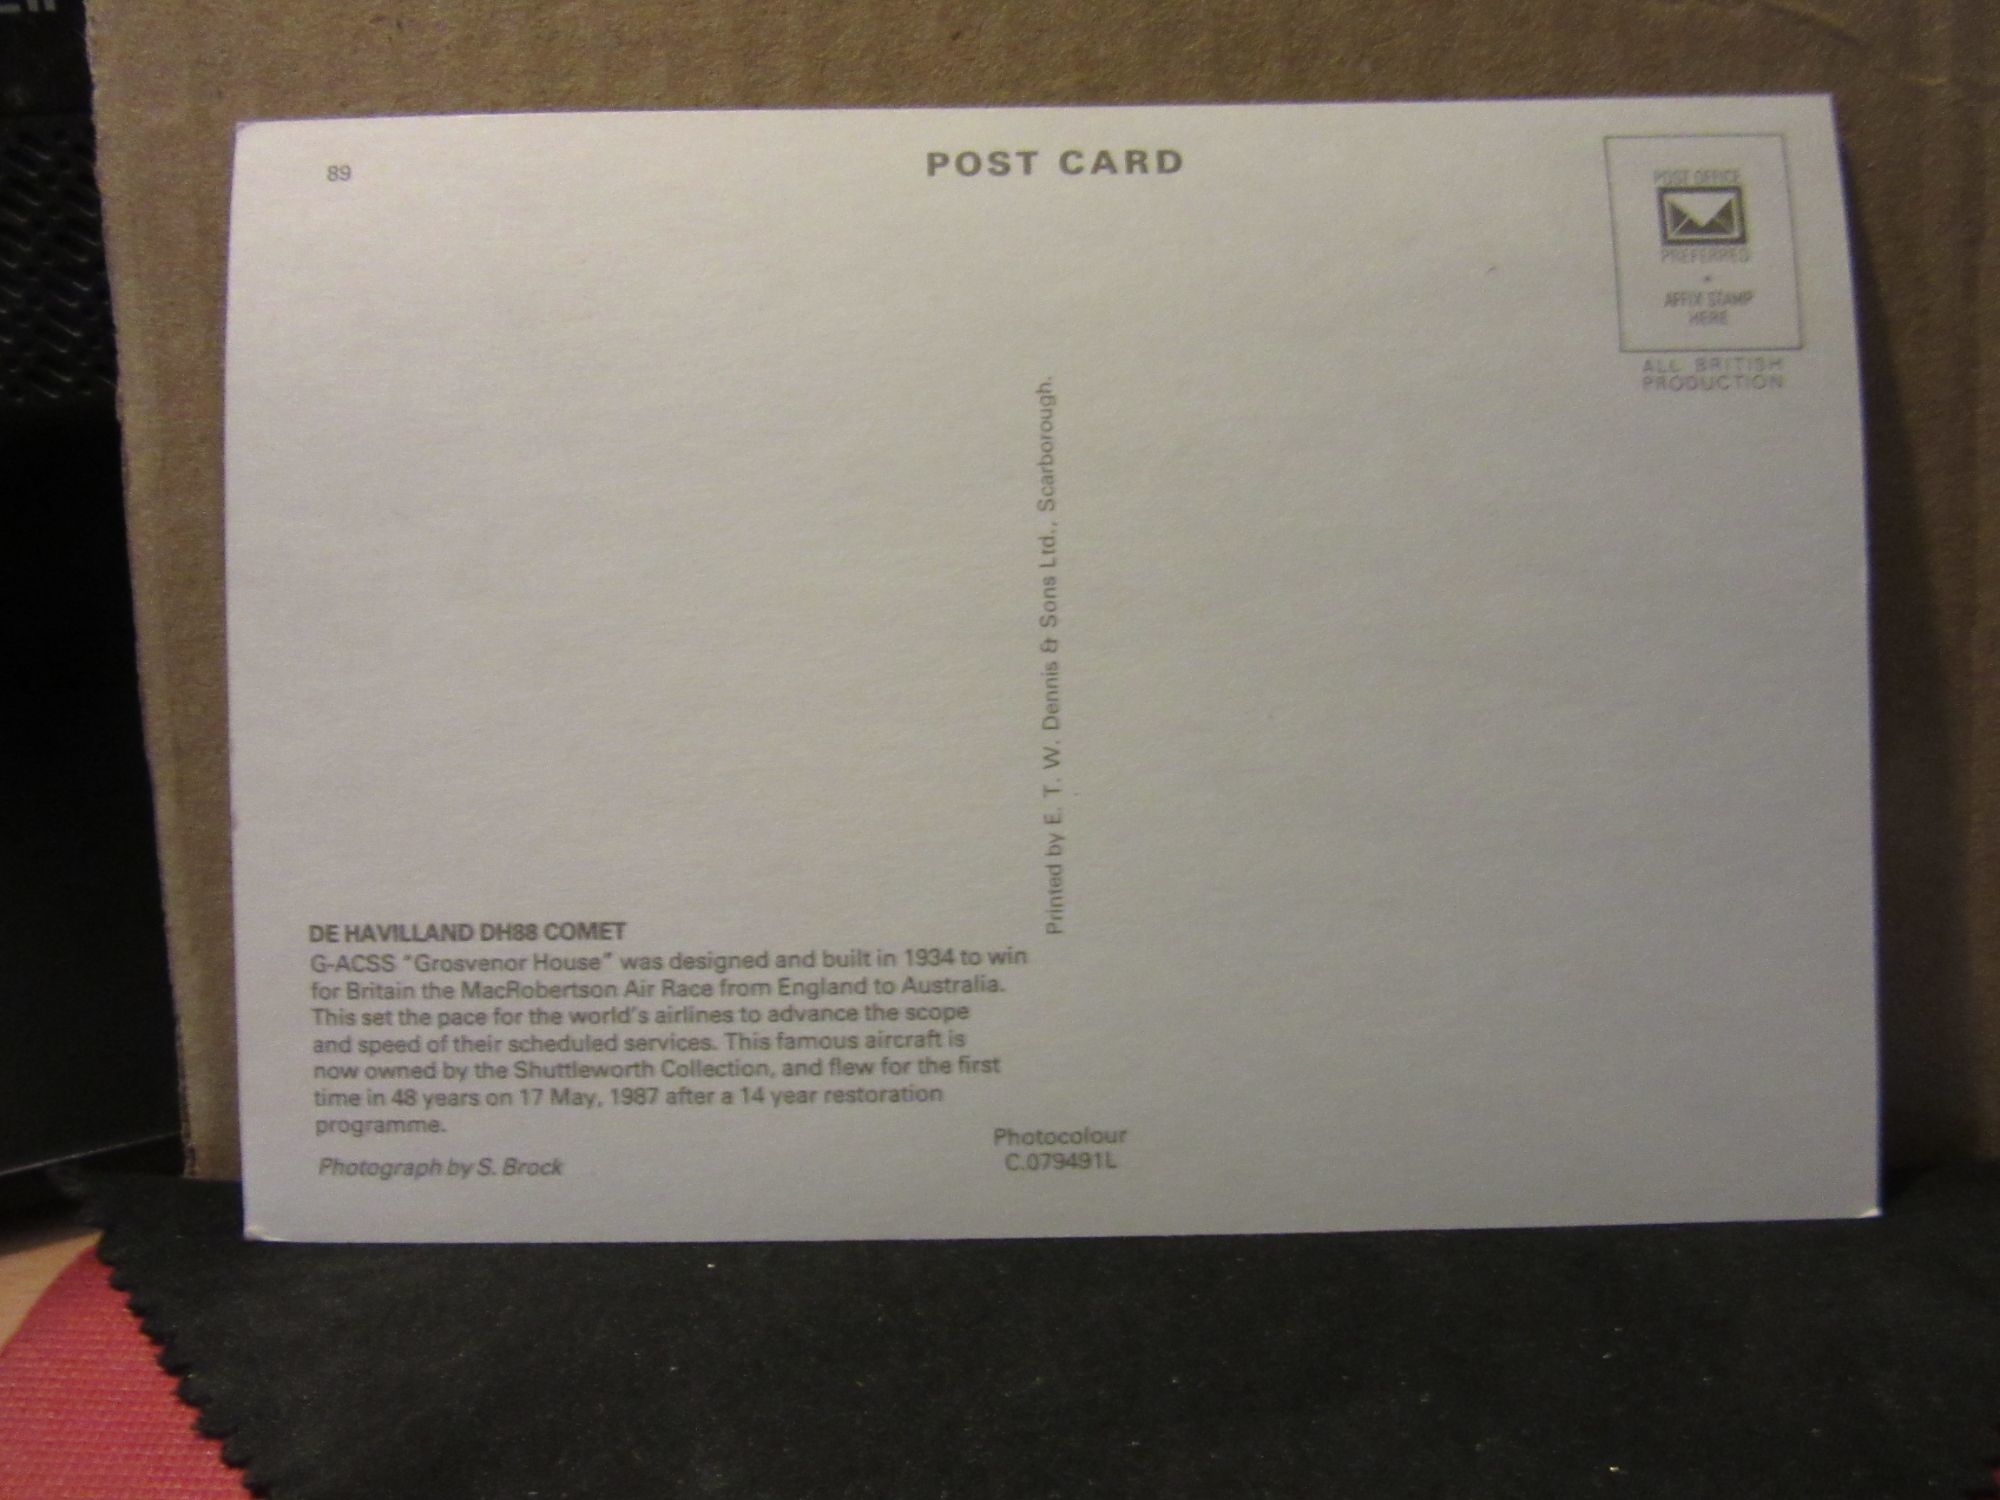 89
POST CARD
POST OFFICE
PREFERRED
AFFIX STAMP
HERE
ALL BRITISH
PRODUCTION
Printed by E. T. W. Dennis & Sons Ltd., Scarborough.
DE HAVILLAND DH88 COMET
G-ACSS "Grosvenor House" was designed and built in 1934 to win
for Britain the MacRobertson Air Race from England to Australia.
This set the pace for the world's airlines to advance the scope
and speed of their scheduled services. This famous aircraft is
now owned by the Shuttleworth Collection, and flew for the first
time in 48 years on 17 May, 1987 after a 14 year restoration
programme.
Photograph by S. Brock
Photocolour
C.079491L